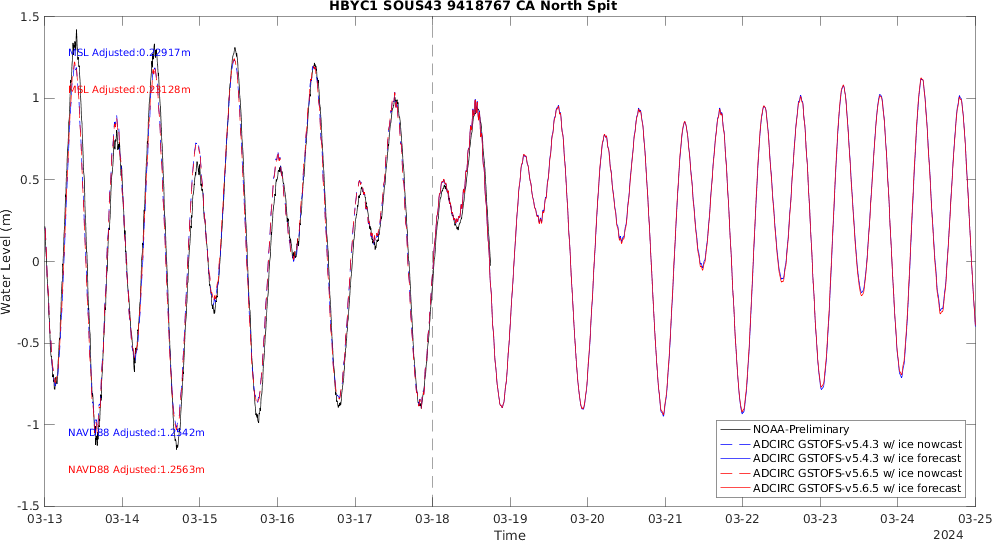 HBYC1 SOUS43 9418767 CA North Spit
1.5
1
0.5
0
-0.5
-1
-1.5
Water Level (m)
MSL Adjusted:0.22917m
MSL Adjusted:0.23128m
NAVD88 Adjusted:1.2542m
NAVD88 Adjusted:1.2563m
NOAA-Preliminary
ADCIRC GSTOFS-v5.4.3 w/ ice nowcast
ADCIRC GSTOFS-v5.4.3 w/ ice forecast
ADCIRC GSTOFS-v5.6.5 w/ ice nowcast
ADCIRC GSTOFS-v5.6.5 w/ ice forecast
03-13 03-14 03-15 03-16 03-17 03-18 03-19 03-20 03-21 03-22 03-23 03-24 03-25
Time
2024